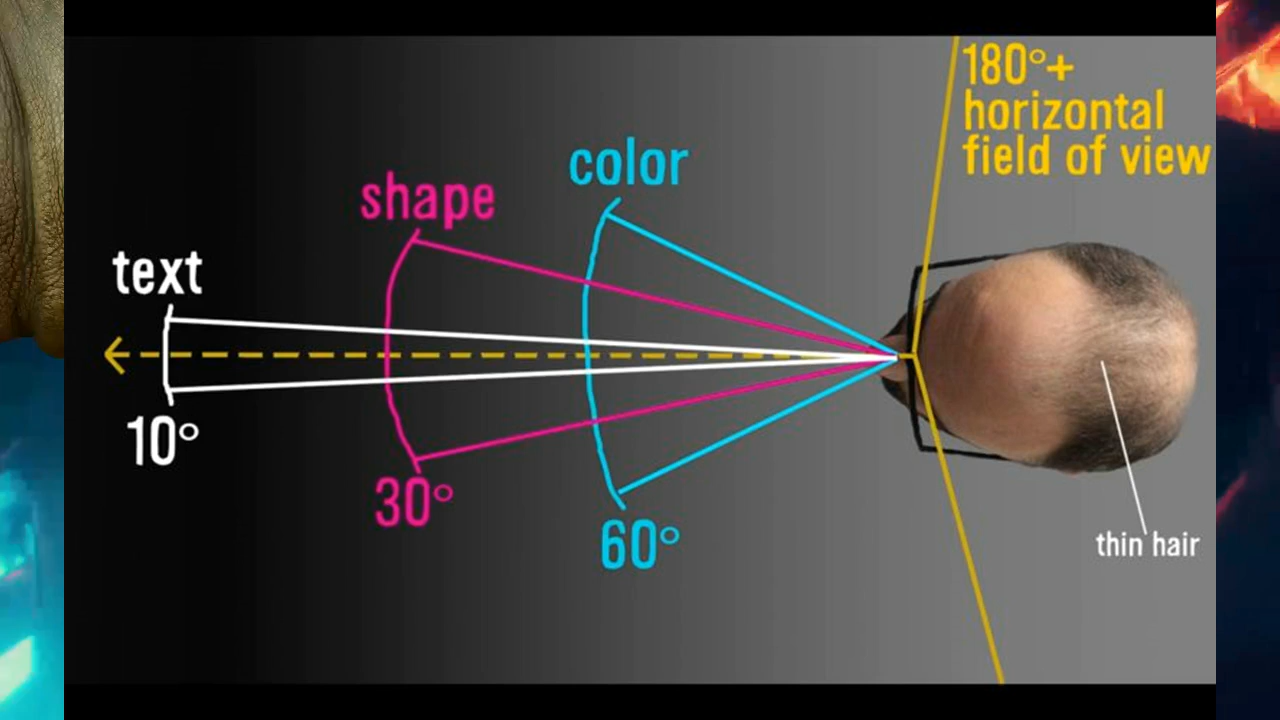 180°+
horizontal
field of view
color
shape
text
10°
30°
60°
thin hair